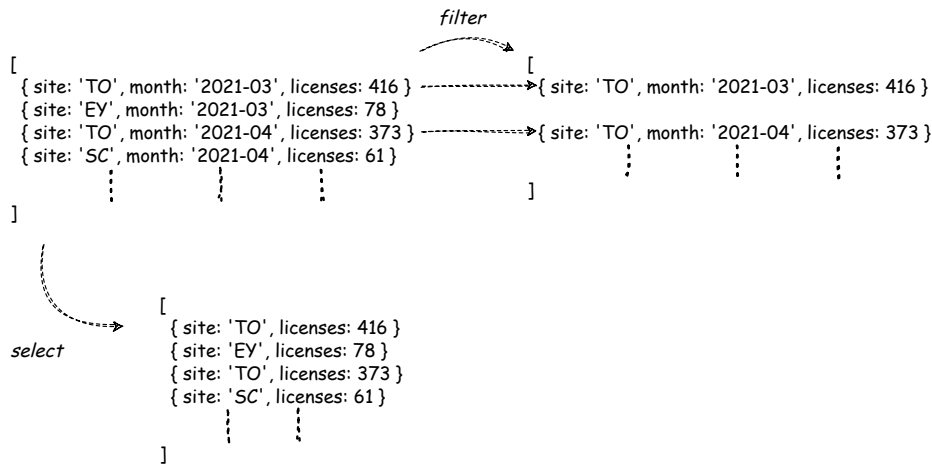 filter
[
{ site: 'TO', month: '2021-03', licenses: 416 }
{ site: 'EY', month: '2021-03', licenses: 78 }
{ site: 'TO', month: '2021-04', licenses: 373 }
{ site: 'SC', month: '2021-04', licenses: 61 }
]
[
{ site: 'TO', month: '2021-03', licenses: 416 }
{ site: 'TO', month: '2021-04', licenses: 373 }
]
select
[
{ site: 'TO', licenses: 416 }
{ site: 'EY', licenses: 78 }
{ site: 'TO', licenses: 373 }
{ site: 'SC', licenses: 61 }
]